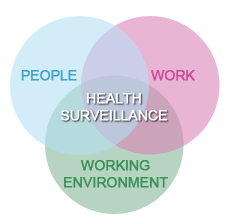 PEOPLE WORK
HEALTH
SURVEILLANCE
WORKING
ENVIRONMENT